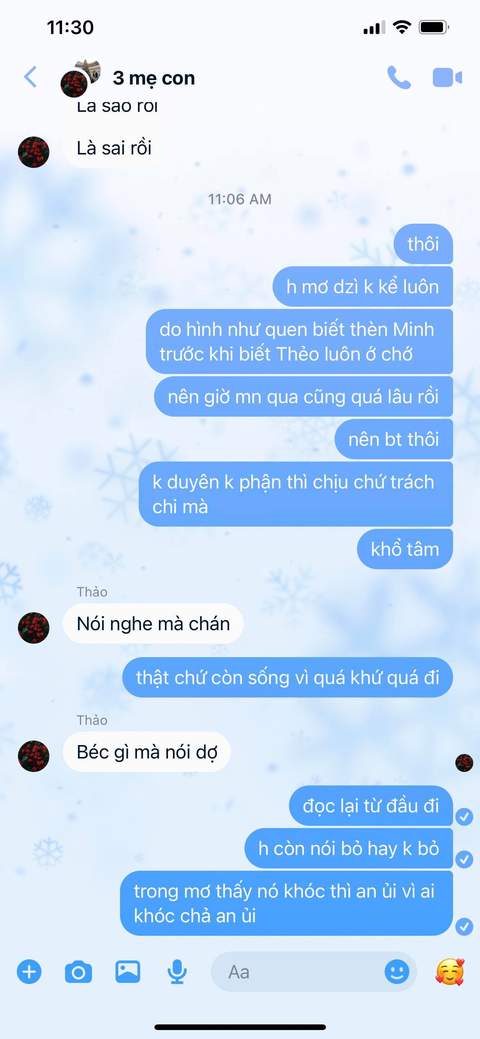 11:30
3 mẹ con
La sao rồi
Là sai rồi
11:06 AM
thôi
h mơ dzì k kể luôn
do hình như quen biết thèn Minh
trước khi biết Thẻo luôn ớ chớ
nên giờ mn qua cũng quá lâu rồi
nên bt thôi
k duyên k phận thì chịu chứ trách
chi mà
khổ tâm
Thảo
Nói nghe mà chán
thật chứ còn sống vì quá khứ quá đi
Thảo
Béc gì mà nói dợ
đọc lại từ đầu đi
h còn nói bỏ hay k bỏ
trong mơ thấy nó khóc thì an ủi vì ai
khóc chả an ủi
Aa